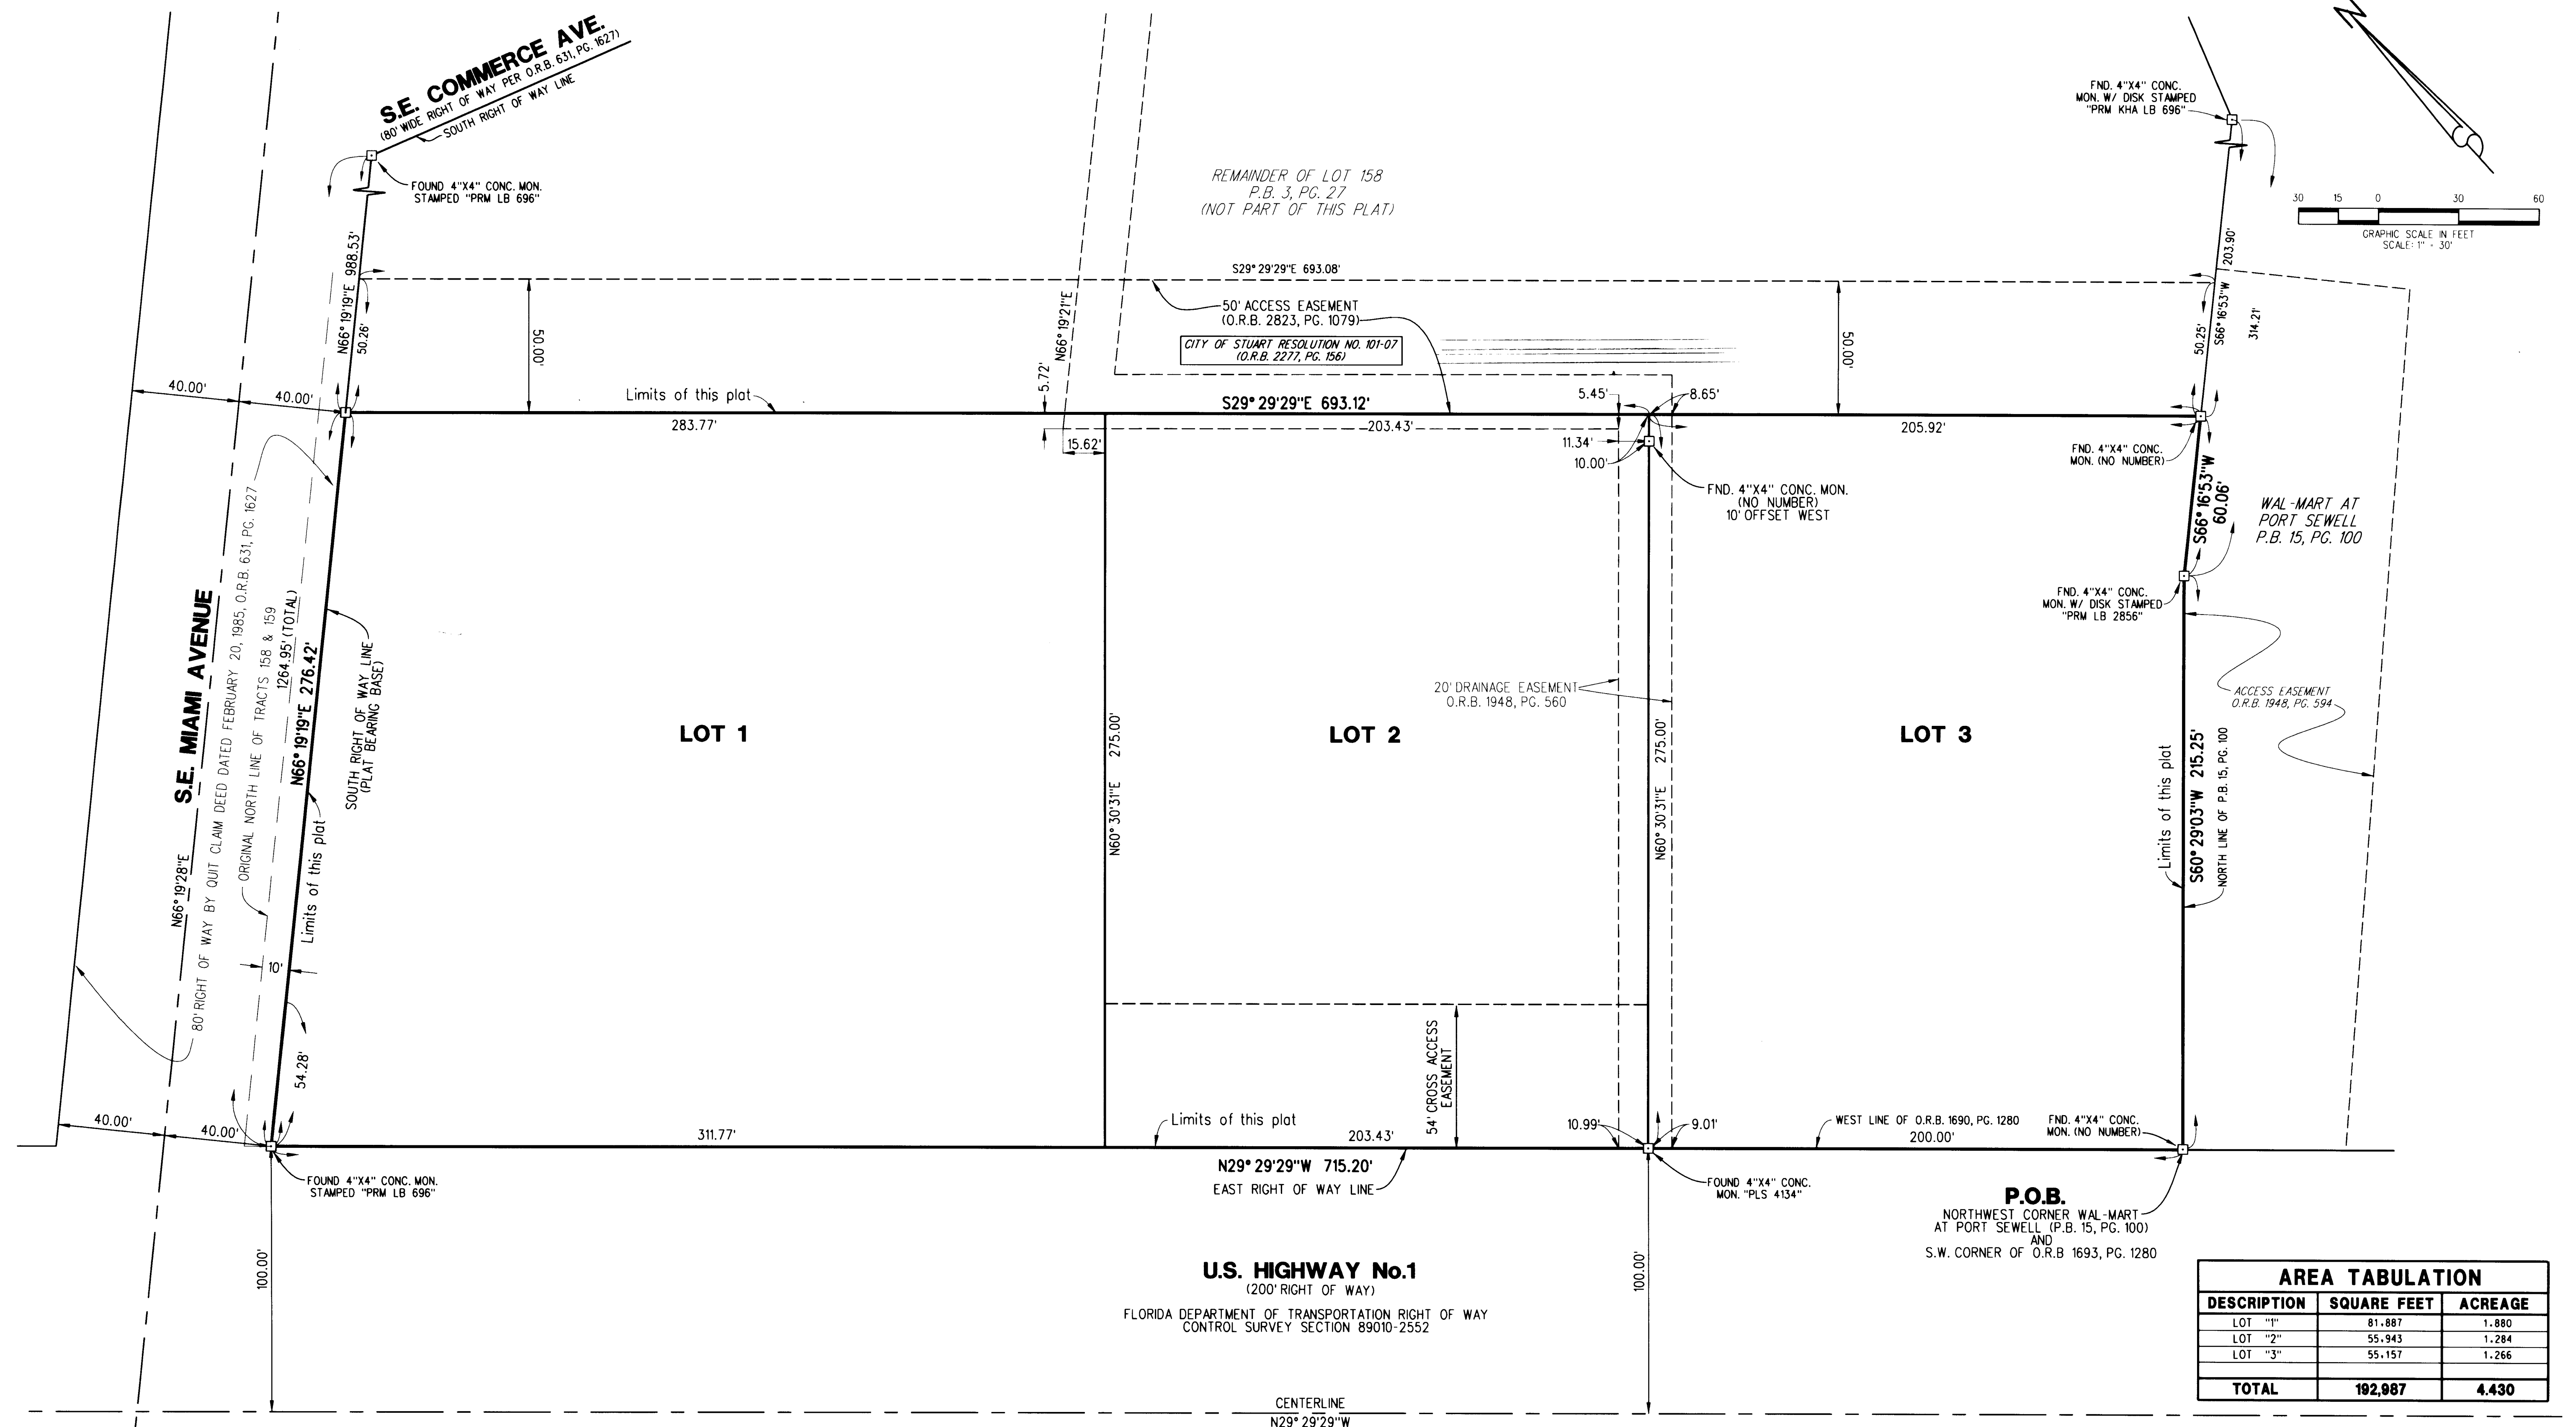 S.E. COMMERCE AVE.
(80' WIDE RIGHT OF WAY PER O.R.B. 631, PG. 1627)
SOUTH RIGHT OF WAY LINE
FOUND 4"X4" CONC. MON.
STAMPED "PRM LB 696"
REMAINDER OF LOT 158
P.B. 3, PG. 27
(NOT PART OF THIS PLAT)
FND. 4"X4" CONC.
MON. W/ DISK STAMPED
"PRM KHA LB 696"
N
30 15 0 30 60
GRAPHIC SCALE IN FEET
SCALE: 1" = 30'
N66°19'19"E 988.53'
50.26'
50.00'
S29°29'29"E 693.08'
N66°19'21"E
50' ACCESS EASEMENT
(O.R.B. 2823, PG. 1079)
CITY OF STUART RESOLUTION NO. 101-07
(O.R.B. 2277, PG. 156)
50.00'
203.90'
S66°16'53"W
50.25'
314.21'
40.00'
40.00'
Limits of this plat
5.72'
S29°29'29"E 693.12'
5.45'
8.65'
283.77'
15.62'
203.43'
11.34'
10.00'
205.92'
FND. 4"X4" CONC.
MON. (NO NUMBER)
FND. 4"X4" CONC. MON.
(NO NUMBER)
10' OFFSET WEST
S66°16'53"W
60.06'
WAL-MART AT
PORT SEWELL
P.B. 15, PG. 100
FND. 4"X4" CONC.
MON. W/ DISK STAMPED
"PRM LB 2856"
S.E. MIAMI AVENUE
N66°19'28"E
80' RIGHT OF WAY BY QUIT CLAIM DEED DATED FEBRUARY 20, 1985, O.R.B. 631, PG. 1627
ORIGINAL NORTH LINE OF TRACTS 158 & 159
1264.95' (TOTAL)
N66°19'19"E 276.42'
Limits of this plat
SOUTH RIGHT OF WAY LINE
(PLAT BEARING BASE)
LOT 1
N60°30'31"E 275.00'
LOT 2
20' DRAINAGE EASEMENT
O.R.B. 1948, PG. 560
N60°30'31"E 275.00'
LOT 3
Limits of this plat
S60°29'03"W 215.25'
NORTH LINE OF P.B. 15, PG. 100
ACCESS EASEMENT
O.R.B. 1948, PG. 594
10'
54.28'
54' CROSS ACCESS
EASEMENT
40.00'
40.00'
311.77'
Limits of this plat
203.43'
10.99'
9.01'
WEST LINE OF O.R.B. 1690, PG. 1280
200.00'
FND. 4"X4" CONC.
MON. (NO NUMBER)
FOUND 4"X4" CONC. MON.
STAMPED "PRM LB 696"
N29°29'29"W 715.20'
EAST RIGHT OF WAY LINE
FOUND 4"X4" CONC.
MON. "PLS 4134"
P.O.B.
NORTHWEST CORNER WAL-MART
AT PORT SEWELL (P.B. 15, PG. 100)
AND
S.W. CORNER OF O.R.B 1693, PG. 1280
100.00'
100.00'
U.S. HIGHWAY No.1
(200' RIGHT OF WAY)
FLORIDA DEPARTMENT OF TRANSPORTATION RIGHT OF WAY
CONTROL SURVEY SECTION 89010-2552
CENTERLINE
N29°29'29"W
AREA TABULATION
DESCRIPTION SQUARE FEET ACREAGE
LOT "1" 81,887 1.880
LOT "2" 55,943 1.284
LOT "3" 55,157 1.266
TOTAL 192,987 4.430